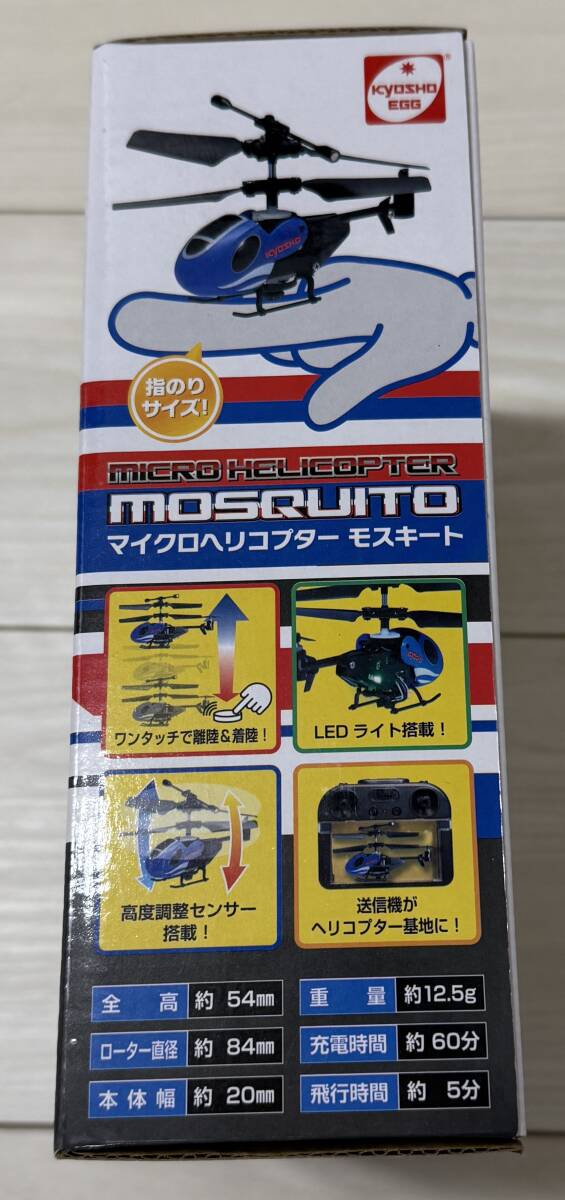 KYOSHO
EGG
KYOSHO
指のり
サイズ!
MICRO HELICOPTER
MOSQUITO
マイクロヘリコプター モスキート
ワンタッチで離陸&着陸!
LEDライト搭載!
高度調整センサー
搭載!
送信機が
ヘリコプター基地に!
全高 約 54mm
重量 約12.5g
ローター直径 約 84mm
充電時間 約 60分
本体幅 約 20mm
飛行時間 約 5分